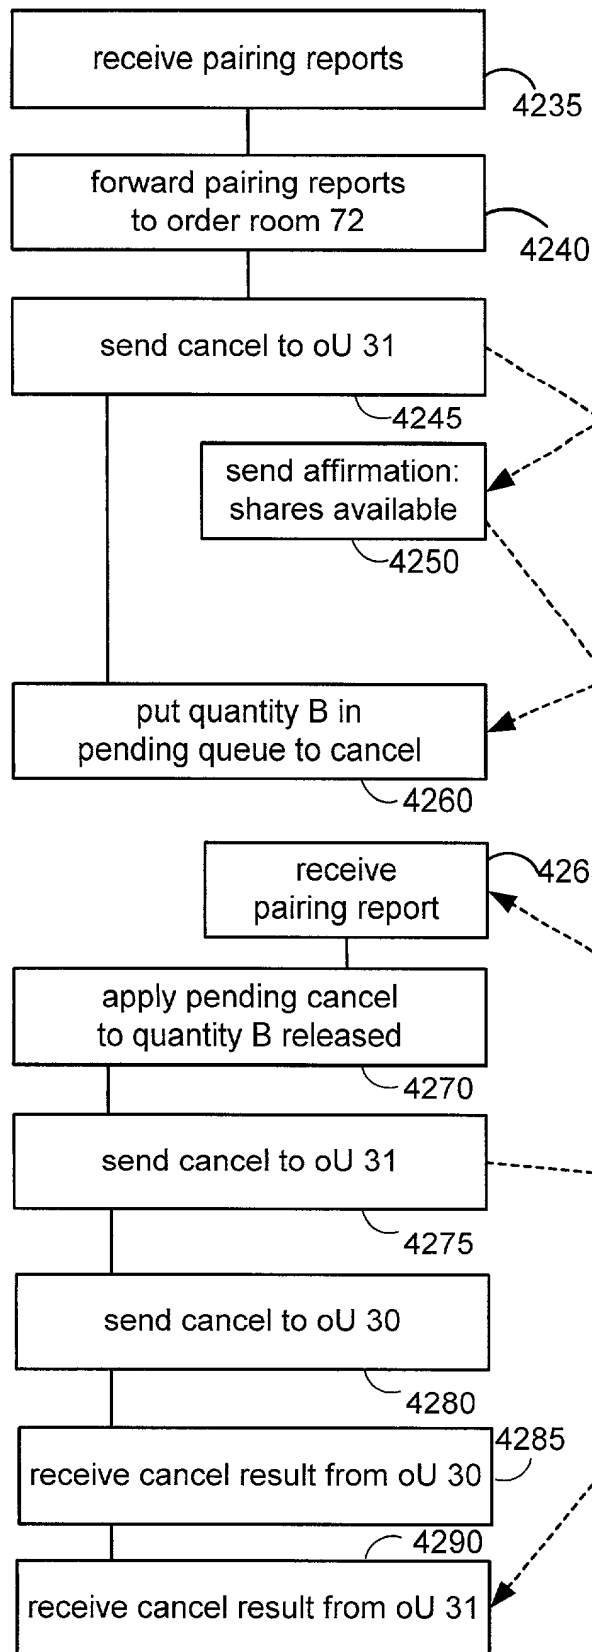 receive pairing reports
4235
forward pairing reports
to order room 72
4240
send cancel to oU 31
4245
send affirmation:
shares available
4250
put quantity B in
pending queue to cancel
4260
receive
pairing report
426
apply pending cancel
to quantity B released
4270
send cancel to oU 31
4275
send cancel to oU 30
4280
receive cancel result from oU 30
4285
4290
receive cancel result from oU 31